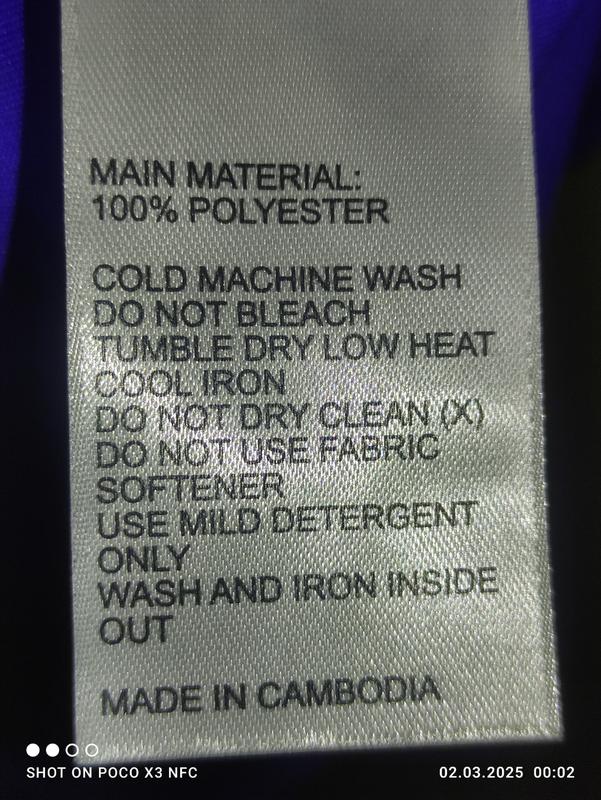 MAIN MATERIAL:
100% POLYESTER
COLD MACHINE WASH
DO NOT BLEACH
TUMBLE DRY LOW HEAT
COOL IRON
DO NOT DRY CLEAN (X)
DO NOT USE FABRIC
SOFTENER
USE MILD DETERGENT
ONLY
WASH AND IRON INSIDE
OUT
MADE IN CAMBODIA
SHOT ON POCO X3 NFC
02.03.2025 00:02